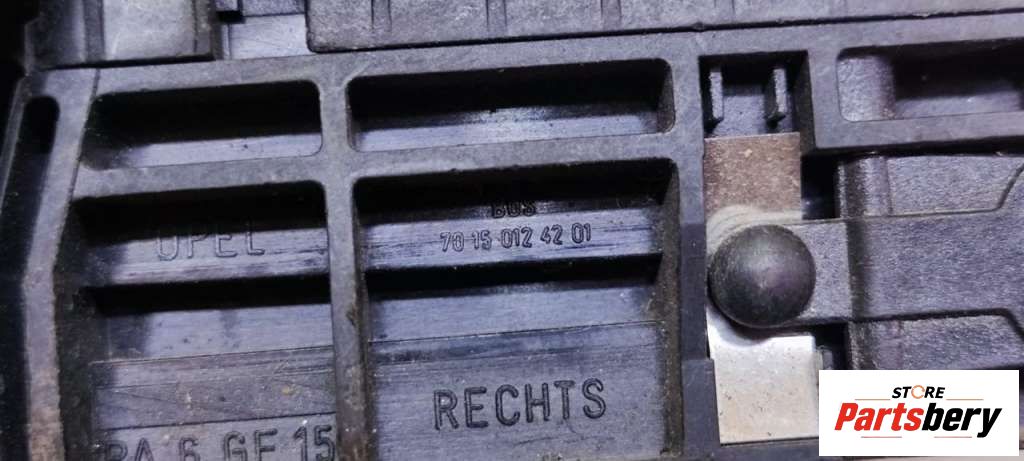 BOS
OPEL
70 15 012 42 01
RECHTS
PA 6 GF 15
STORE
Partsbery